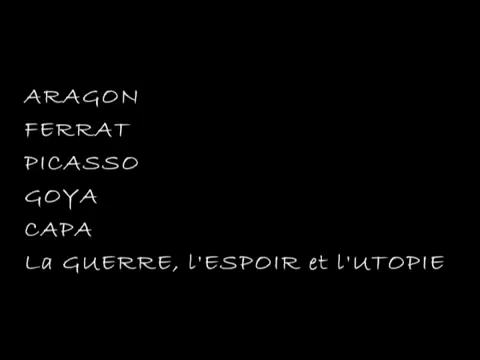 ARAGON
FERRAT
PICASSO
GOYA
CAPA
La GUERRE, l'ESPOIR et l'UTOPIE